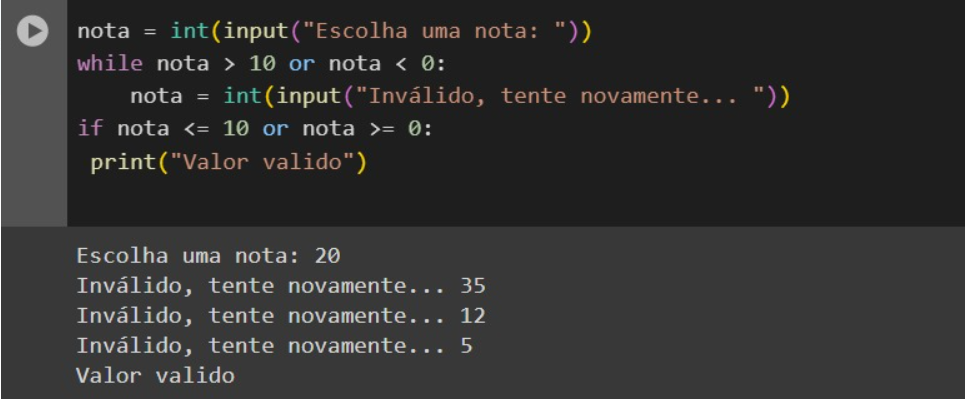 nota = int(input("Escolha uma nota: "))
while nota > 10 or nota < 0:
    nota = int(input("Inválido, tente novamente... "))
if nota <= 10 or nota >= 0:
 print("Valor valido")
Escolha uma nota: 20
Inválido, tente novamente... 35
Inválido, tente novamente... 12
Inválido, tente novamente... 5
Valor valido